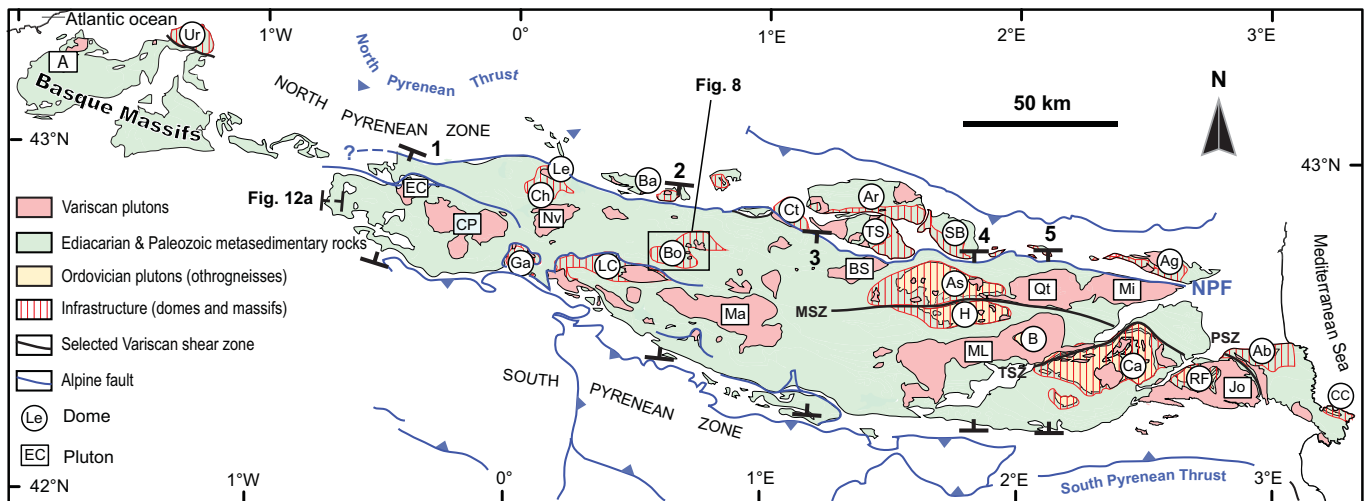 Atlantic ocean
1°W
0°
1°E
2°E
3°E
Ur
A
Basque Massifs
North Pyrenean Thrust
NORTH PYRENEAN ZONE
Fig. 8
50 km
N
43°N
43°N
?
1
2
3
4
5
Le
Ba
Ch
EC
Nv
CP
Fig. 12a
Ga
LC
Bo
Ma
Ct
Ar
TS
SB
BS
As
H
Qt
Mi
Ag
NPF
MSZ
B
ML
TSZ
Ca
PSZ
Ab
RF
Jo
CC
Mediterranean Sea
Variscan plutons
Ediacarian & Paleozoic metasedimentary rocks
Ordovician plutons (othrogneisses)
Infrastructure (domes and massifs)
Selected Variscan shear zone
Alpine fault
Le Dome
EC Pluton
SOUTH PYRENEAN ZONE
South Pyrenean Thrust
42°N
1°W
0°
1°E
2°E
3°E
42°N